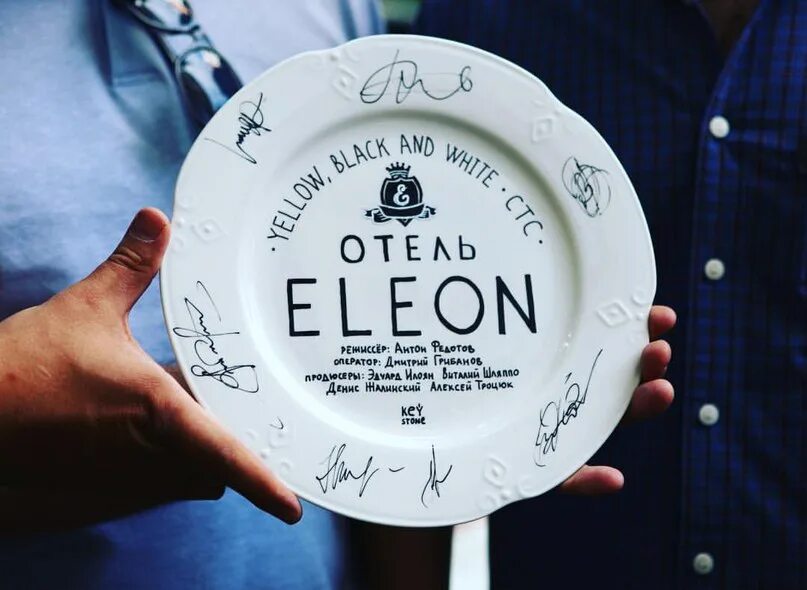 YELLOW, BLACK AND WHITE · СТС ·
Є
ОТЕЛЬ
ELEON
РЕЖИССЁР: АНТОН ФЕДОТОВ
ОПЕРАТОР: ДМИТРИЙ ГРИБАНОВ
ПРОДЮСЕРЫ: ЭДУАРД ИЛОЯН ВИТАЛИЙ ШЛЯППО
ДЕНИС ЖАЛИНСКИЙ АЛЕКСЕЙ ТРОЦЮК
KEY
STONE